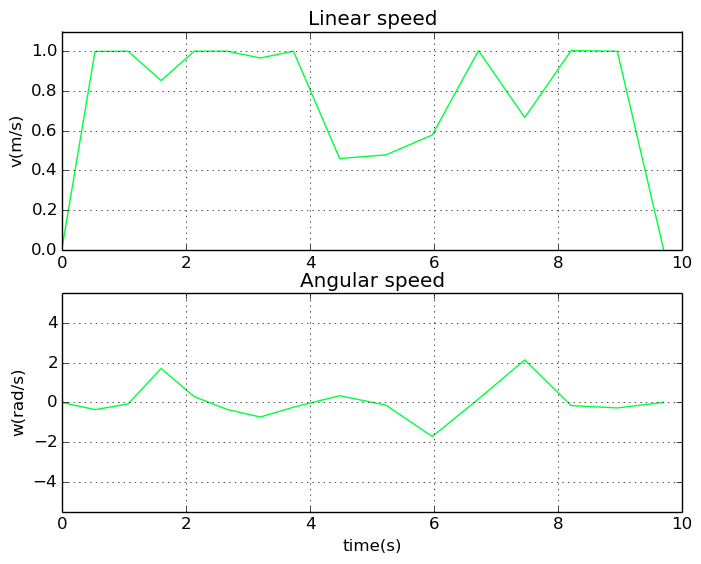 Linear speed
v(m/s)
1.0
0.8
0.6
0.4
0.2
0.0
0 2 4 6 8 10
Angular speed
w(rad/s)
4
2
0
−2
−4
0 2 4 6 8 10
time(s)